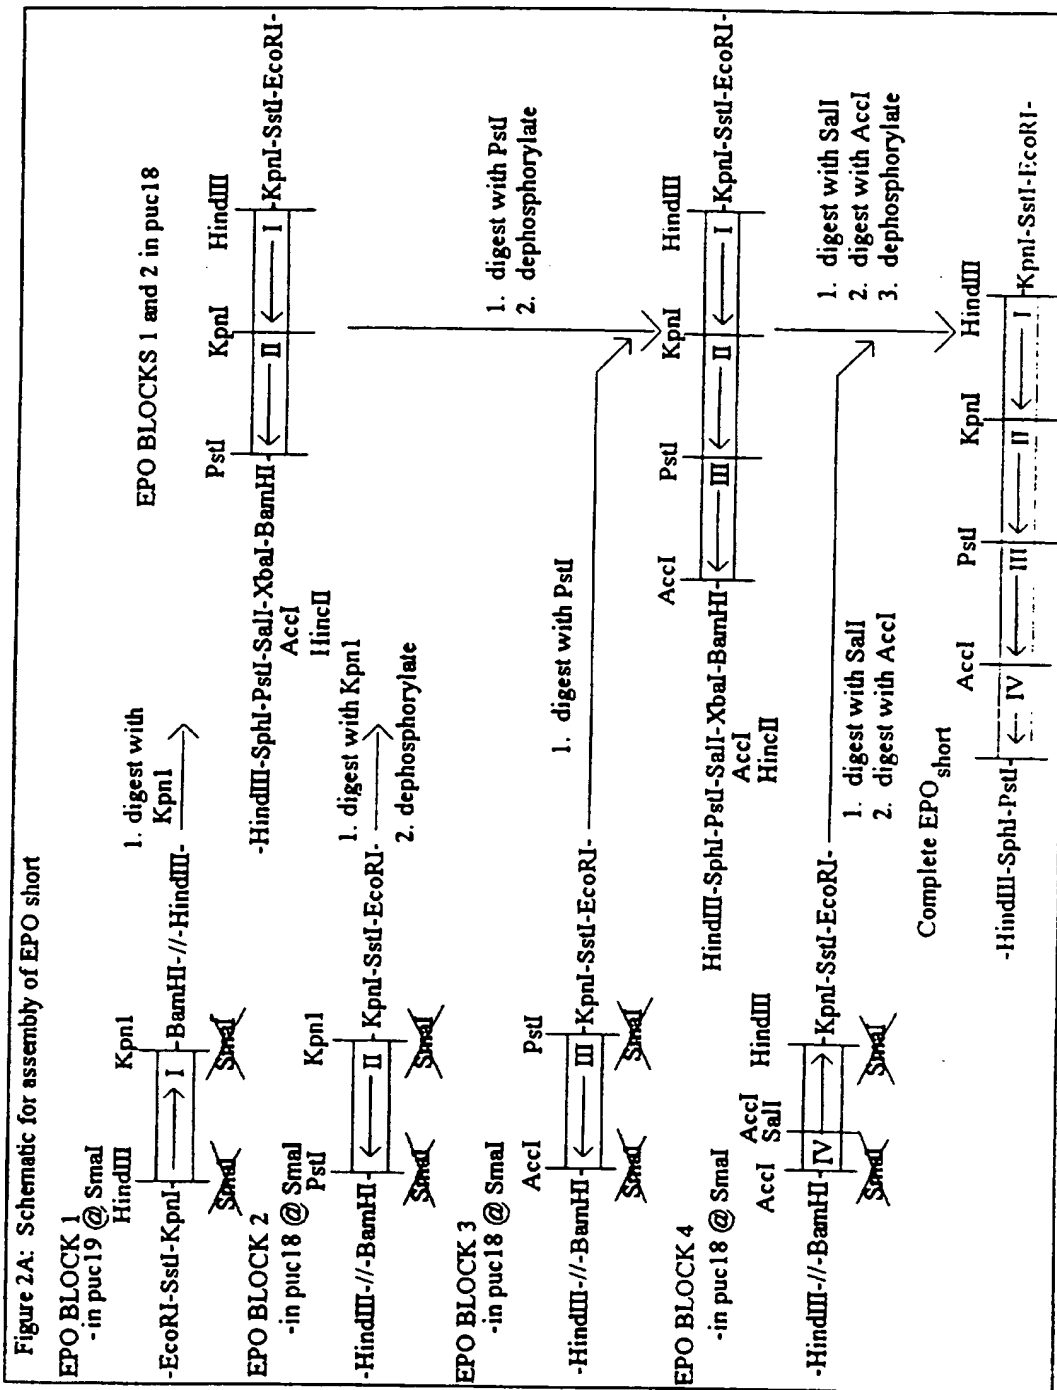 Figure 2A: Schematic for assembly of EPO short
EPO BLOCK 1
-in puc19 @ SmaI
HindIII
Kpn1
-EcoRI-SstI-KpnI-
I
-BamHI-//-HindIII-
SmaI
SmaI
1. digest with
Kpn1
EPO BLOCK 2
-in puc18 @ SmaI
PstI
Kpn1
-HindIII-//-BamHI-
II
-KpnI-SstI-EcoRI-
SmaI
SmaI
1. digest with Kpn1
2. dephosphorylate
EPO BLOCKS 1 and 2 in puc18
PstI
KpnI
HindIII
-HindIII-SphI-PstI-SalI-XbaI-BamHI-
II
I
-KpnI-SstI-EcoRI-
AccI
HincII
EPO BLOCK 3
-in puc18 @ SmaI
AccI
PstI
-HindIII-//-BamHI-
III
-KpnI-SstI-EcoRI-
SmaI
SmaI
1. digest with PstI
1. digest with PstI
2. dephosphorylate
AccI
PstI
KpnI
HindIII
HindIII-SphI-PstI-SalI-XbaI-BamHI-
III
II
I
-KpnI-SstI-EcoRI-
AccI
HincII
EPO BLOCK 4
-in puc18 @ SmaI
AccI
AccI
SalI
HindIII
-HindIII-//-BamHI-
IV
-KpnI-SstI-EcoRI-
SmaI
SmaI
1. digest with SalI
2. digest with AccI
1. digest with SalI
2. digest with AccI
3. dephosphorylate
Complete EPO short
AccI
PstI
KpnI
HindIII
-HindIII-SphI-PstI-
IV
III
II
I
-KpnI-SstI-EcoRI-